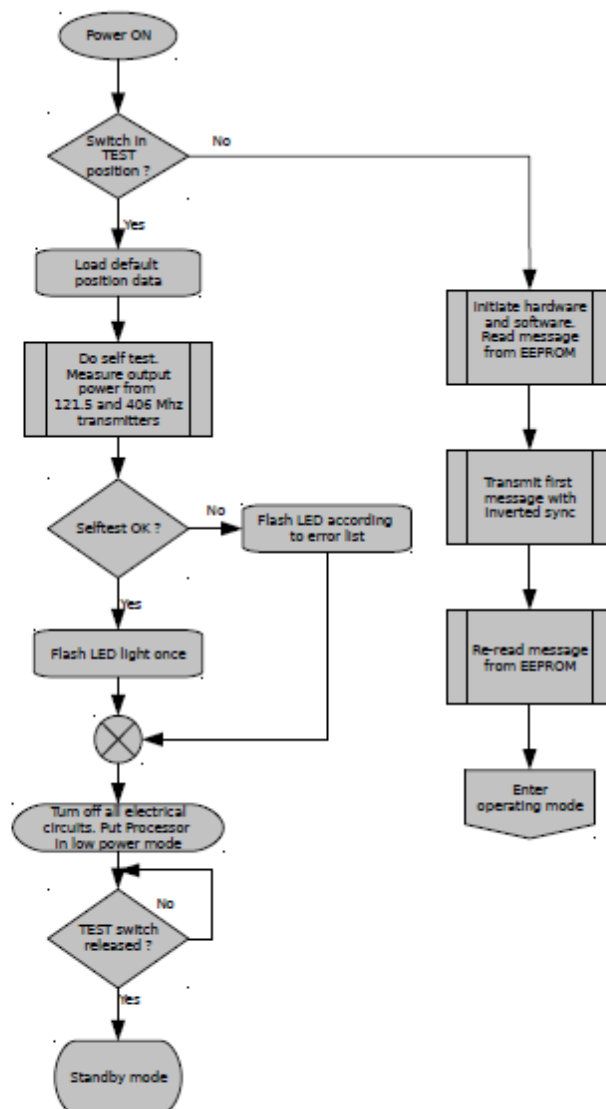 Power ON
Switch in
TEST
position ?
No
Yes
Load default
position data
Do self test.
Measure output
power from
121.5 and 406 Mhz
transmitters
Selftest OK ?
No
Flash LED according
to error list
Yes
Flash LED light once
Turn off all electrical
circuits. Put Processor
in low power mode
No
TEST switch
released ?
Yes
Standby mode
Initiate hardware
and software.
Read message
from EEPROM
Transmit first
message with
inverted sync
Re-read message
from EEPROM
Enter
operating mode